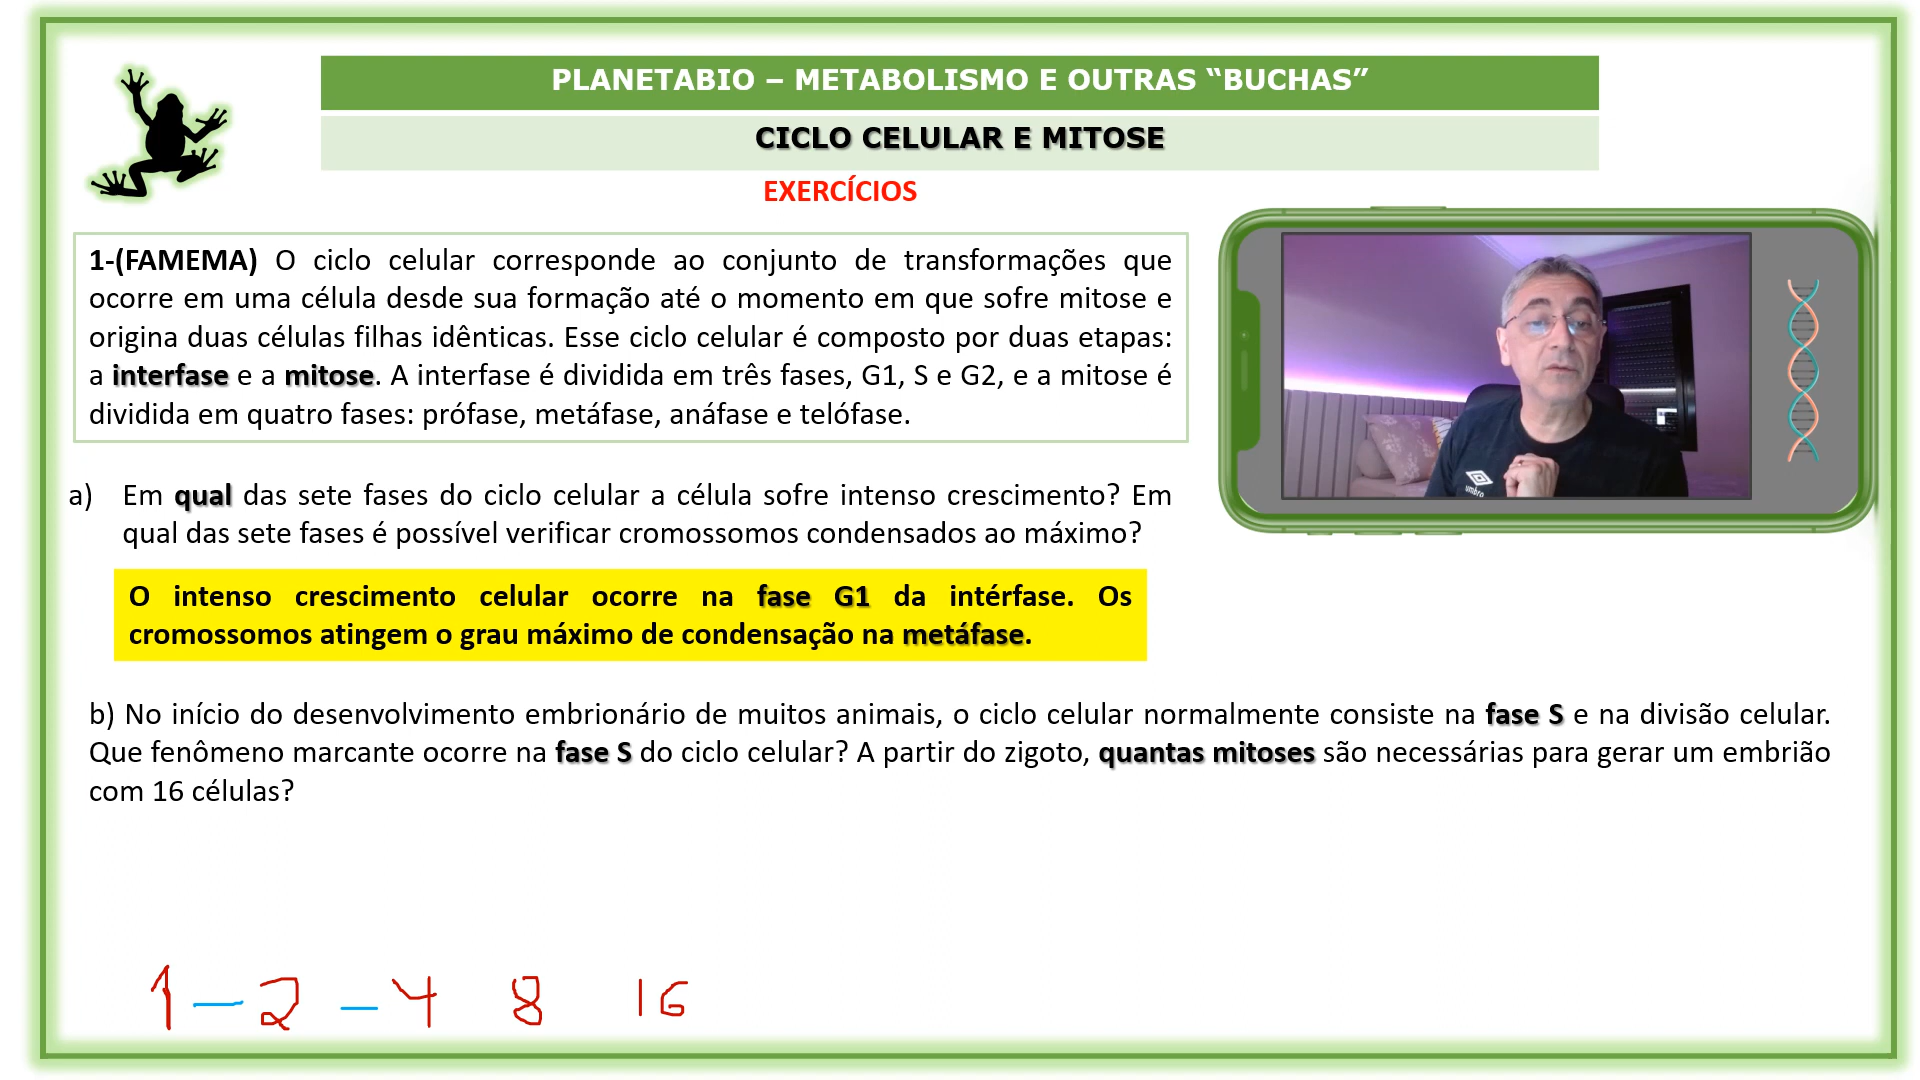 PLANETABIO – METABOLISMO E OUTRAS “BUCHAS”
CICLO CELULAR E MITOSE
EXERCÍCIOS
1-(FAMEMA) O ciclo celular corresponde ao conjunto de transformações que
ocorre em uma célula desde sua formação até o momento em que sofre mitose e
origina duas células filhas idênticas. Esse ciclo celular é composto por duas etapas:
a interfase e a mitose. A interfase é dividida em três fases, G1, S e G2, e a mitose é
dividida em quatro fases: prófase, metáfase, anáfase e telófase.
umbro
a) Em qual das sete fases do ciclo celular a célula sofre intenso crescimento? Em
qual das sete fases é possível verificar cromossomos condensados ao máximo?
O intenso crescimento celular ocorre na fase G1 da intérfase. Os
cromossomos atingem o grau máximo de condensação na metáfase.
b) No início do desenvolvimento embrionário de muitos animais, o ciclo celular normalmente consiste na fase S e na divisão celular.
Que fenômeno marcante ocorre na fase S do ciclo celular? A partir do zigoto, quantas mitoses são necessárias para gerar um embrião
com 16 células?
1 – 2 – 4 8 16